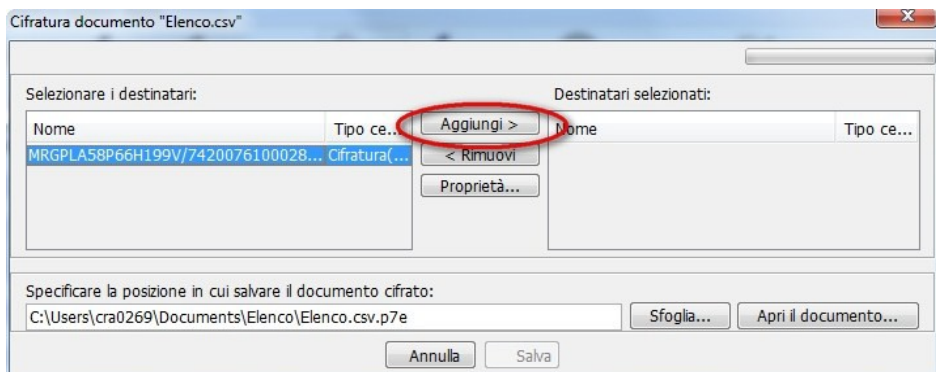 Cifratura documento "Elenco.csv"
Selezionare i destinatari:
Destinatari selezionati:
Nome Tipo ce... Aggiungi > Nome Tipo ce...
MRGPLA58P66H199V/7420076100028... Cifratura(... < Rimuovi
Proprietà...
Specificare la posizione in cui salvare il documento cifrato:
C:\Users\cra0269\Documents\Elenco\Elenco.csv.p7e Sfoglia... Apri il documento...
Annulla Salva